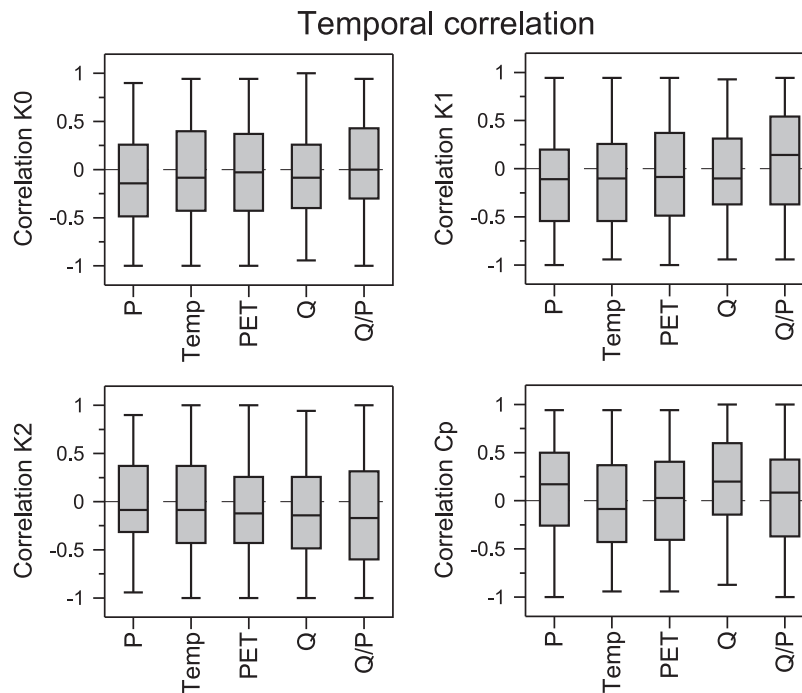 Temporal correlation
Correlation K0
1
0.5
0
-0.5
-1
P
Temp
PET
Q
Q/P
Correlation K1
1
0.5
0
-0.5
-1
P
Temp
PET
Q
Q/P
Correlation K2
1
0.5
0
-0.5
-1
P
Temp
PET
Q
Q/P
Correlation Cp
1
0.5
0
-0.5
-1
P
Temp
PET
Q
Q/P